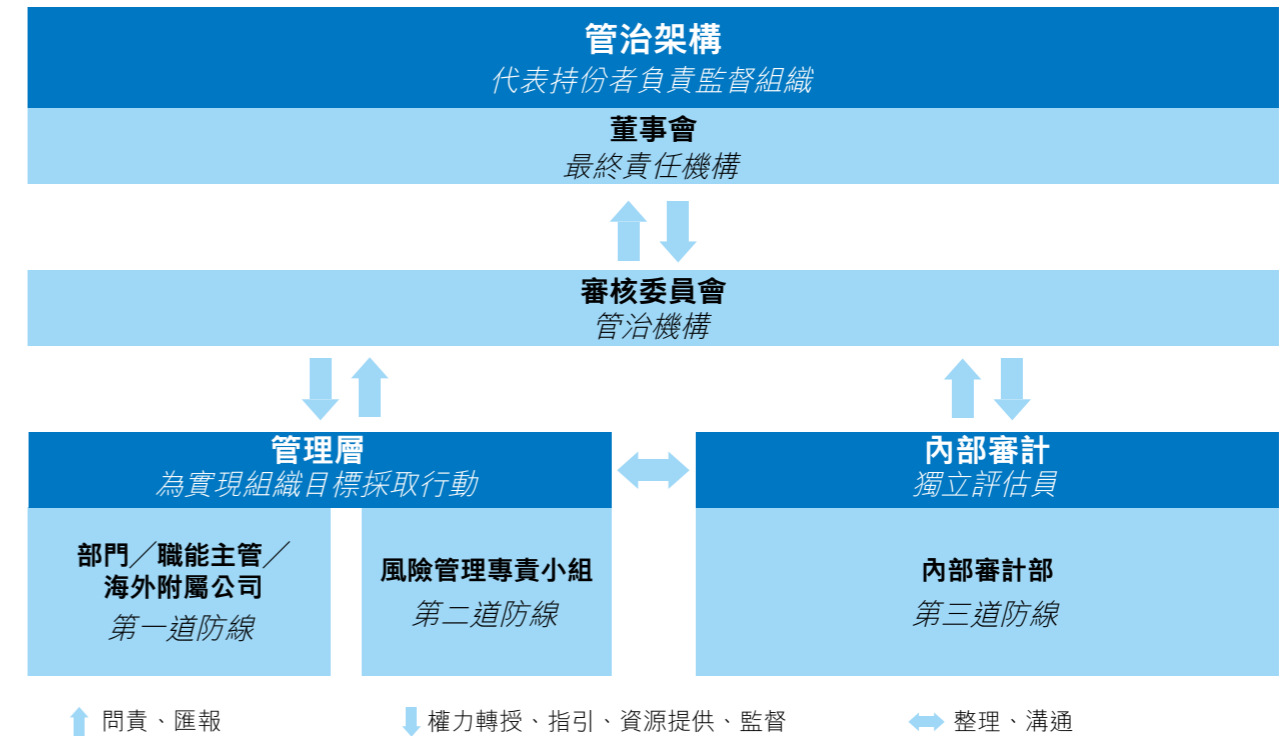 管治架構
代表持份者負責監督組織
董事會
最終責任機構
審核委員會
管治機構
管理層
為實現組織目標採取行動
部門／職能主管／
海外附屬公司
第一道防線
風險管理專責小組
第二道防線
內部審計
獨立評估員
內部審計部
第三道防線
問責、匯報
權力轉授、指引、資源提供、監督
整理、溝通